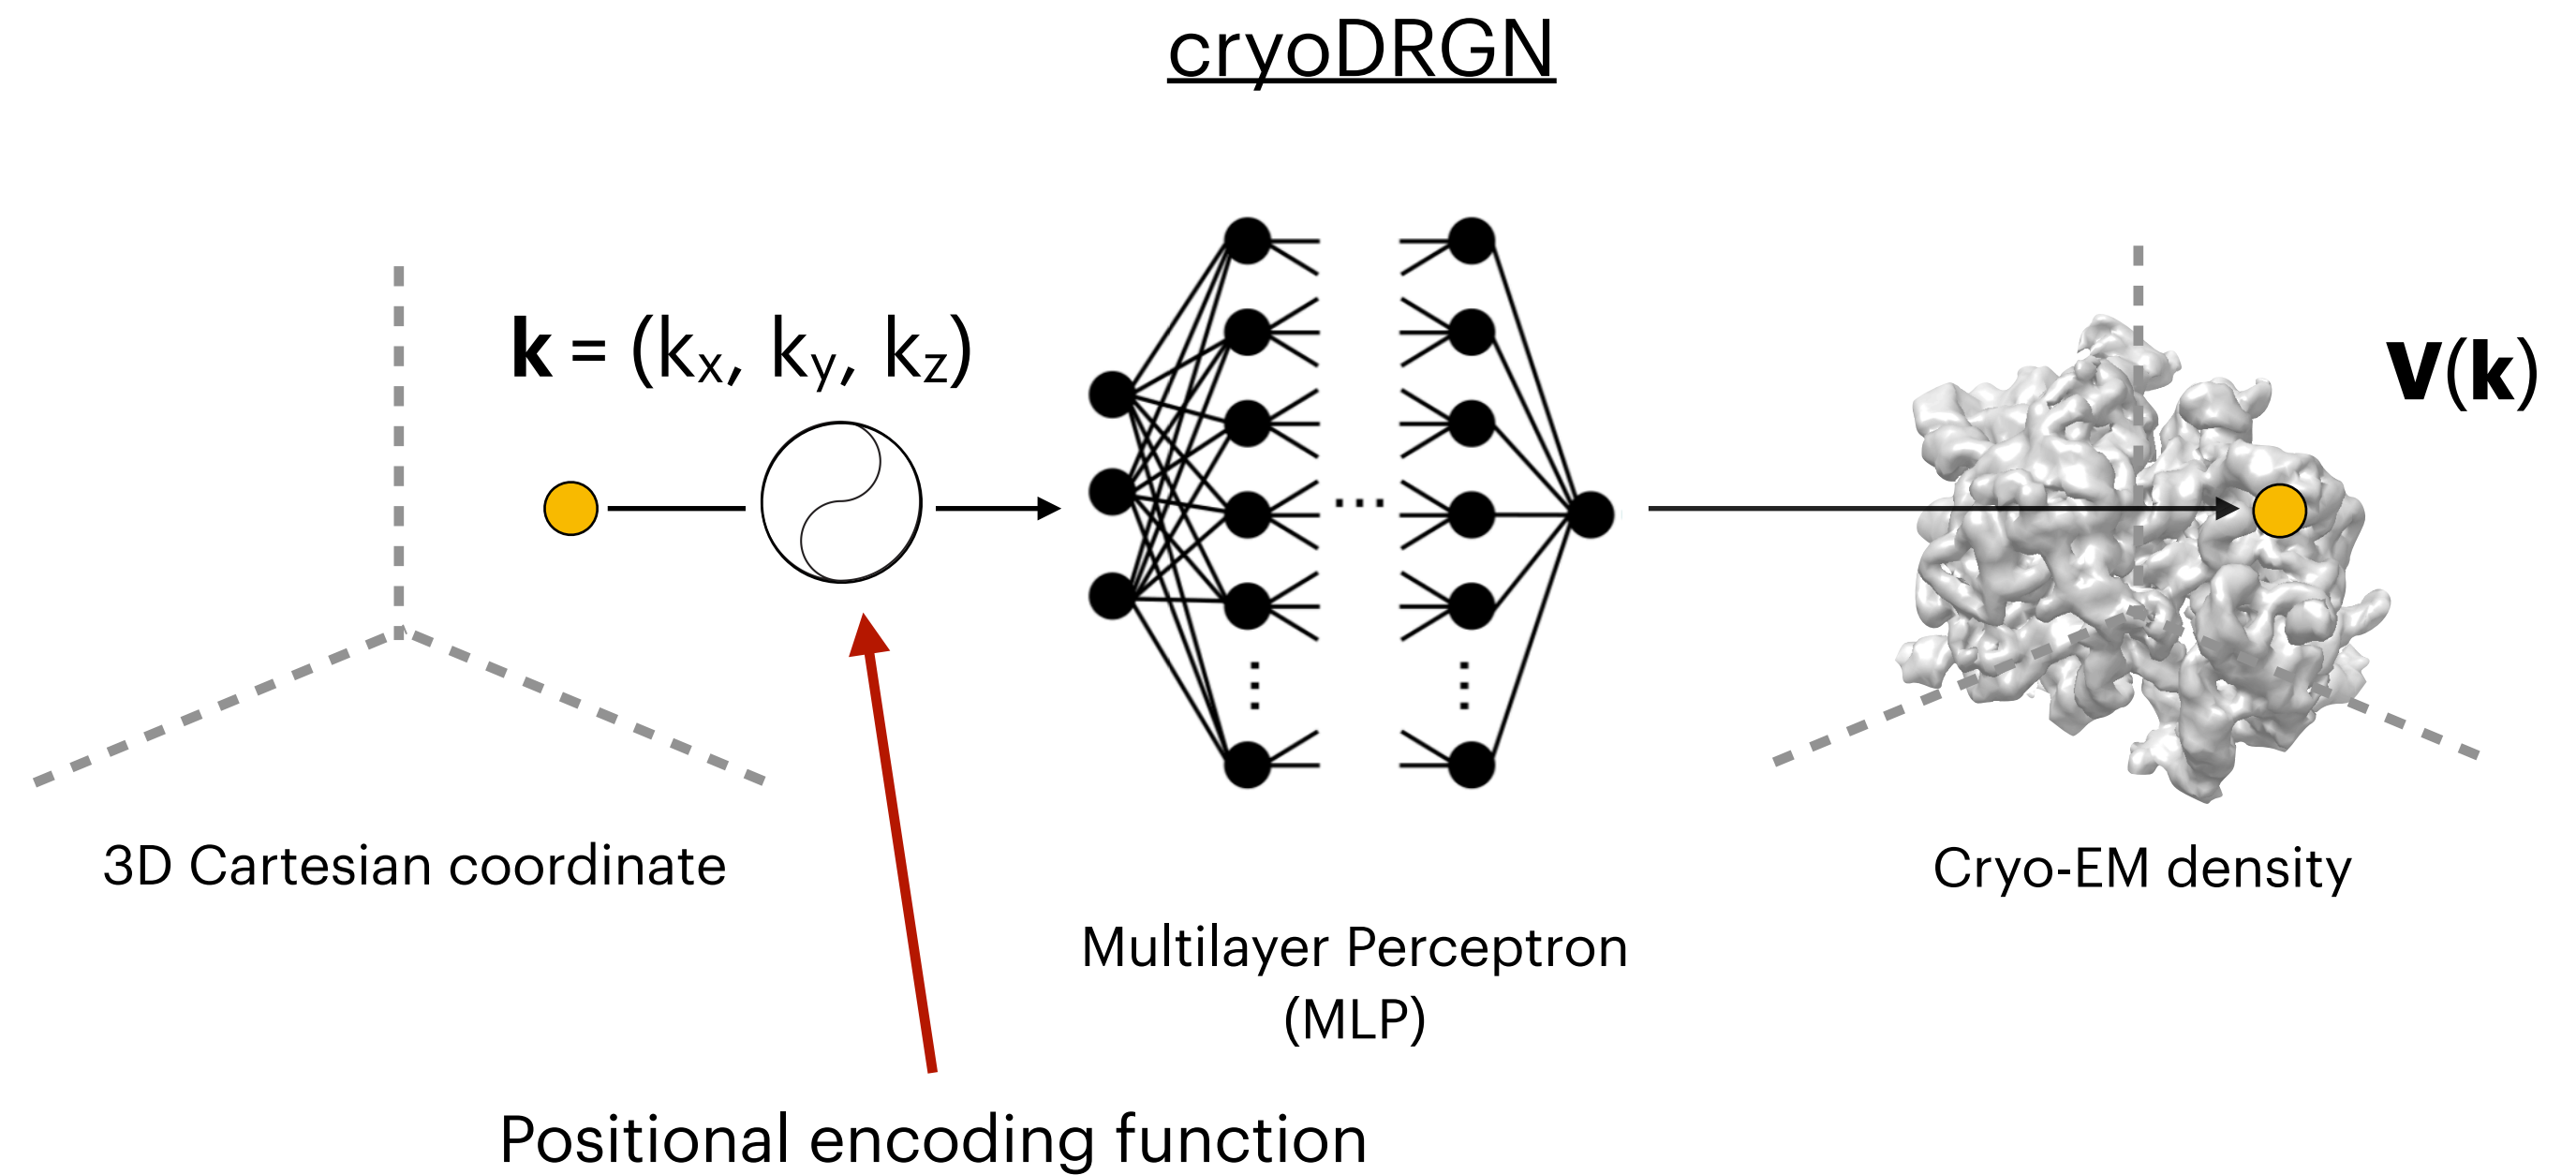 cryoDRGN
k = (kx, ky, kz)
V(k)
...
3D Cartesian coordinate
Cryo-EM density
Multilayer Perceptron
(MLP)
Positional encoding function